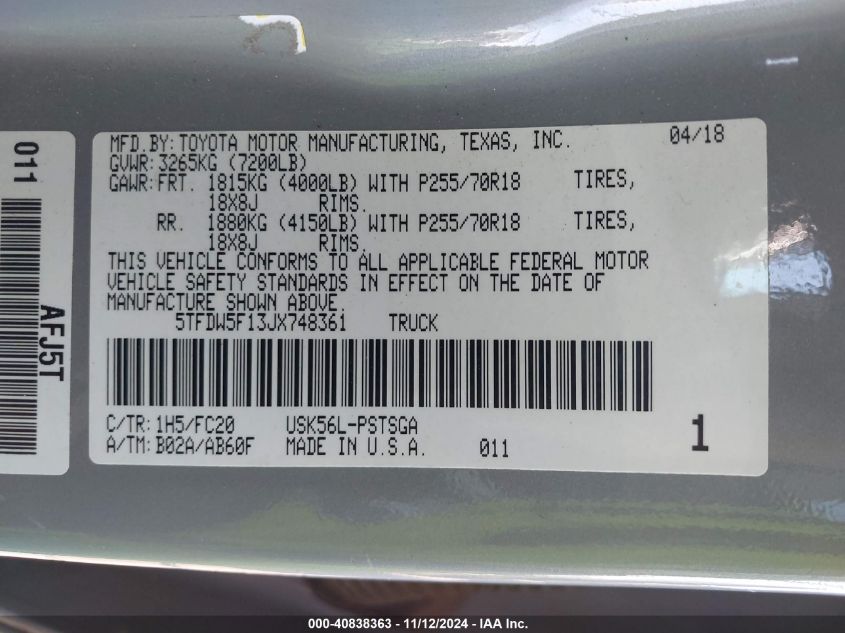 011
AFJ5T
MFD.BY: TOYOTA MOTOR MANUFACTURING, TEXAS, INC. 04/18
GVWR: 3265KG (7200LB)
GAWR: FRT. 1815KG (4000LB) WITH P255/70R18 TIRES,
18X8J RIMS.
RR. 1880KG (4150LB) WITH P255/70R18 TIRES,
18X8J RIMS.
THIS VEHICLE CONFORMS TO ALL APPLICABLE FEDERAL MOTOR
VEHICLE SAFETY STANDARDS IN EFFECT ON THE DATE OF
MANUFACTURE SHOWN ABOVE.
5TFDW5F13JX748361 TRUCK
C/TR: 1H5/FC20 USK56L-PSTSGA
A/TM: B02A/AB60F MADE IN U.S.A. 011
1
000-40838363 - 11/12/2024 - IAA Inc.